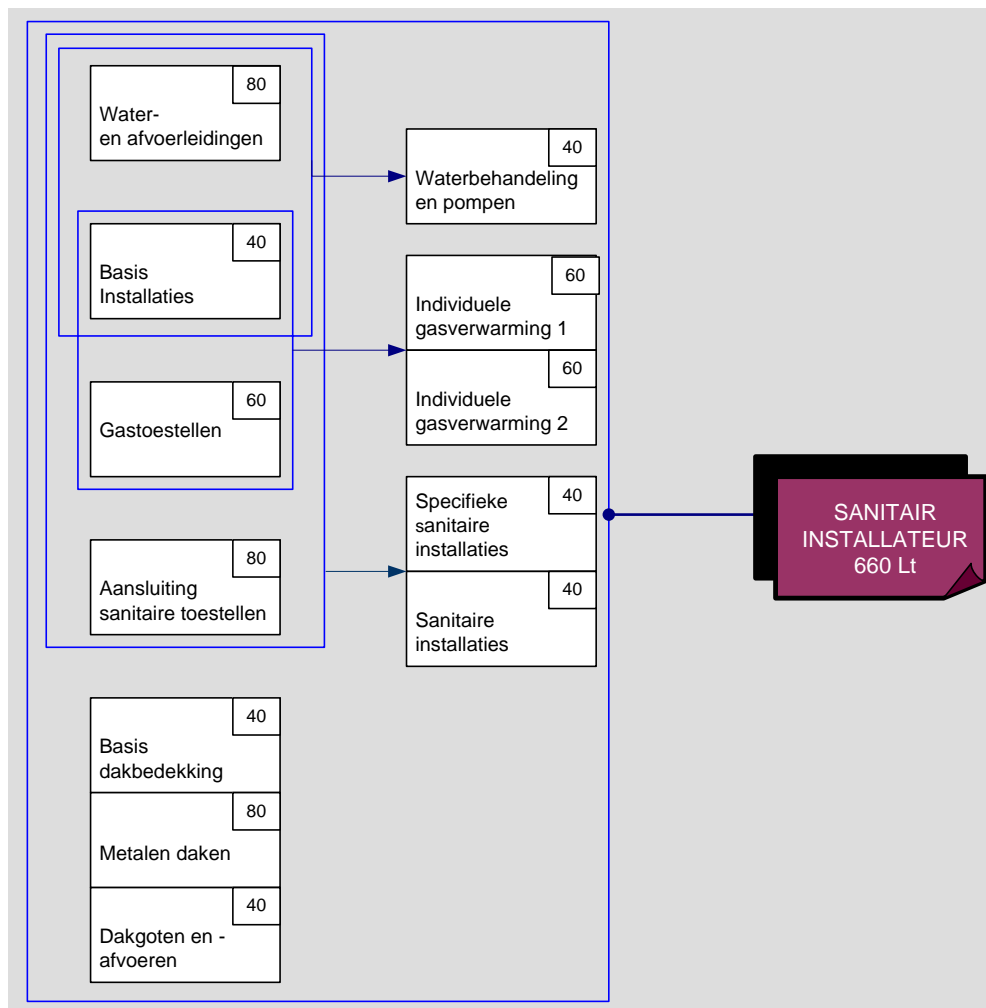 80
Water-
en afvoerleidingen
40
Basis
Installaties
60
Gastoestellen
80
Aansluiting
sanitaire toestellen
40
Basis
dakbedekking
80
Metalen daken
40
Dakgoten en -
afvoeren
40
Waterbehandeling
en pompen
60
Individuele
gasverwarming 1
60
Individuele
gasverwarming 2
40
Specifieke
sanitaire
installaties
40
Sanitaire
installaties
SANITAIR
INSTALLATEUR
660 Lt